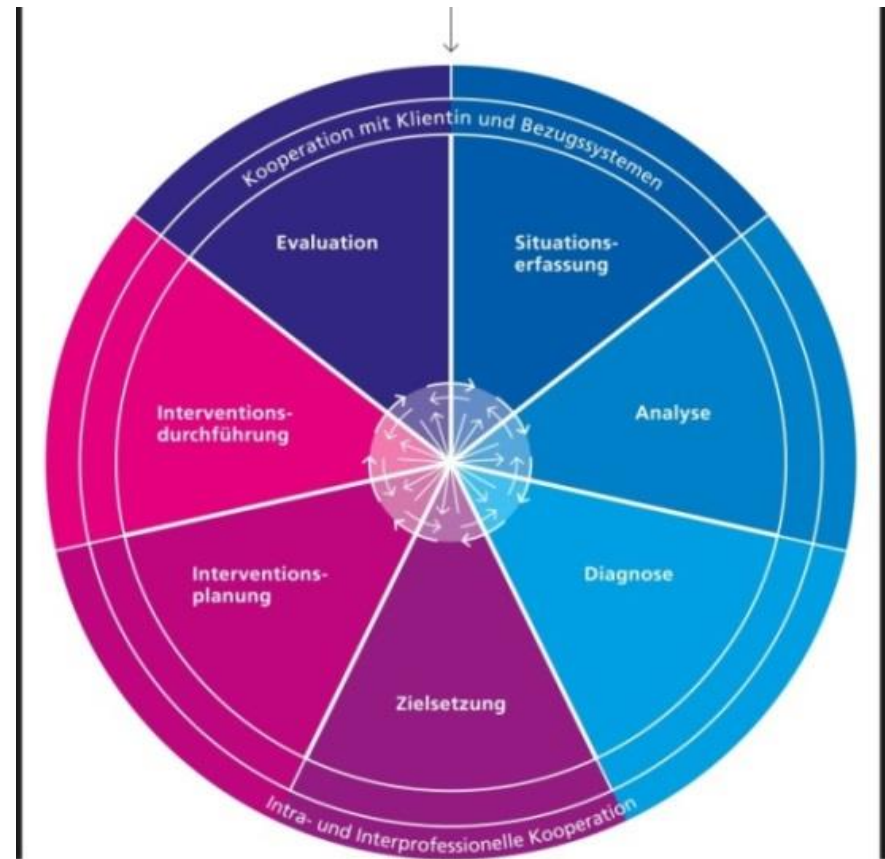 Kooperation mit Klientin und Bezugssystemen
Evaluation
Situations-
erfassung
Analyse
Diagnose
Zielsetzung
Interventions-
planung
Interventions-
durchführung
Intra- und Interprofessionelle Kooperation